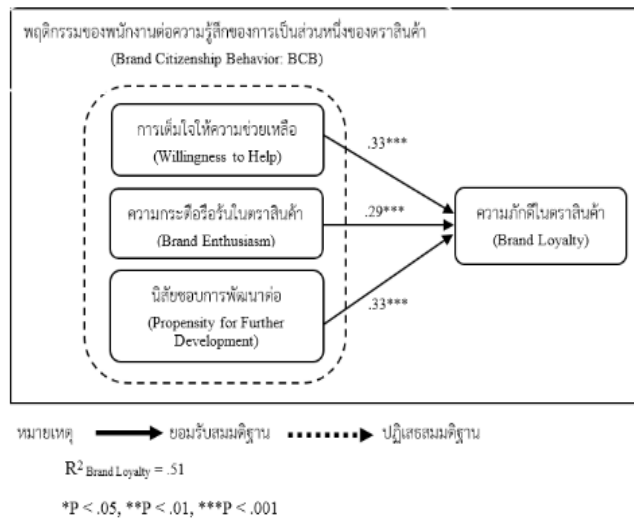 พฤติกรรมของพนักงานต่อความรู้สึกของการเป็นส่วนหนึ่งของตราสินค้า
(Brand Citizenship Behavior: BCB)
การเต็มใจให้ความช่วยเหลือ
(Willingness to Help)
.33***
ความกระตือรือร้นในตราสินค้า
(Brand Enthusiasm)
.29***
ความภักดีในตราสินค้า
(Brand Loyalty)
นิสัยชอบการพัฒนาต่อ
(Propensity for Further
Development)
.33***
หมายเหตุ ยอมรับสมมติฐาน ปฏิเสธสมมติฐาน
R² Brand Loyalty = .51
*P < .05, **P < .01, ***P < .001